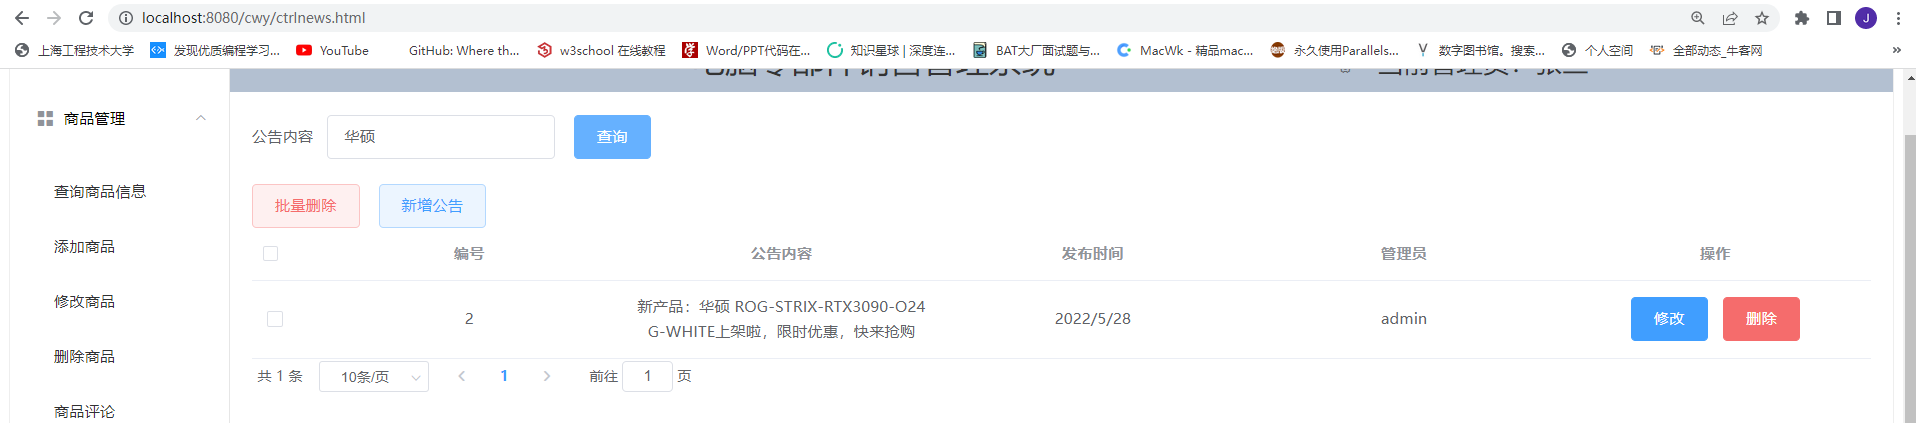 localhost:8080/cwy/ctrlnews.html
J
上海工程技术大学 发现优质编程学习... YouTube GitHub: Where th... w3school 在线教程 Word/PPT代码在... 知识星球 | 深度连... BAT大厂面试题与... MacWk - 精品mac... 永久使用Parallels... 数字图书馆。搜索... 个人空间 全部动态_牛客网 »
商品管理
查询商品信息
添加商品
修改商品
删除商品
商品评论
公告内容 华硕 查询
批量删除 新增公告
编号 公告内容 发布时间 管理员 操作
2 新产品：华硕 ROG-STRIX-RTX3090-O24
G-WHITE上架啦，限时优惠，快来抢购 2022/5/28 admin 修改 删除
共 1 条 10条/页 1 前往 1 页